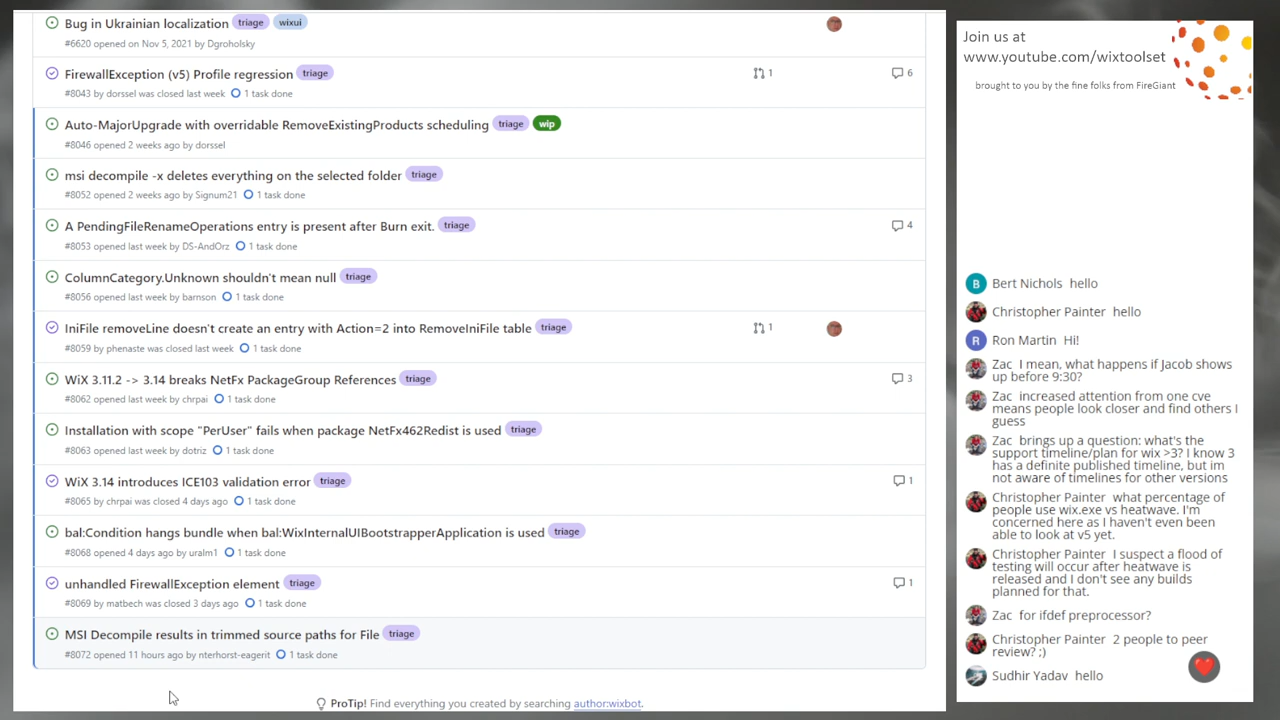 Bug in Ukrainian localization triage wixui
#6620 opened on Nov 5, 2021 by Dgroholsky
FirewallException (v5) Profile regression triage 1 6
#8043 by dorssel was closed last week 1 task done
Auto-MajorUpgrade with overridable RemoveExistingProducts scheduling triage wip
#8046 opened 2 weeks ago by dorssel
msi decompile -x deletes everything on the selected folder triage
#8052 opened 2 weeks ago by Signum21 1 task done
A PendingFileRenameOperations entry is present after Burn exit. triage 4
#8053 opened last week by DS-AndOrz 1 task done
ColumnCategory.Unknown shouldn't mean null triage
#8056 opened last week by barnson 1 task done
IniFile removeLine doesn't create an entry with Action=2 into RemoveIniFile table triage 1
#8059 by phenaste was closed last week 1 task done
WiX 3.11.2 -> 3.14 breaks NetFx PackageGroup References triage 3
#8062 opened last week by chrpai 1 task done
Installation with scope "PerUser" fails when package NetFx462Redist is used triage
#8063 opened last week by dotriz 1 task done
WiX 3.14 introduces ICE103 validation error triage 1
#8065 by chrpai was closed 4 days ago 1 task done
bal:Condition hangs bundle when bal:WixInternalUIBootstrapperApplication is used triage
#8068 opened 4 days ago by uralm1 1 task done
unhandled FirewallException element triage 1
#8069 by matbech was closed 3 days ago 1 task done
MSI Decompile results in trimmed source paths for File triage
#8072 opened 11 hours ago by nterhorst-eagerit 1 task done
ProTip! Find everything you created by searching author:wixbot.
Join us at
www.youtube.com/wixtoolset
brought to you by the fine folks from FireGiant
B Bert Nichols hello
Christopher Painter hello
R Ron Martin Hi!
Zac I mean, what happens if Jacob shows
up before 9:30?
Zac increased attention from one cve
means people look closer and find others I
guess
Zac brings up a question: what's the
support timeline/plan for wix >3? I know 3
has a definite published timeline, but im
not aware of timelines for other versions
Christopher Painter what percentage of
people use wix.exe vs heatwave. I'm
concerned here as I haven't even been
able to look at v5 yet.
Christopher Painter I suspect a flood of
testing will occur after heatwave is
released and I don't see any builds
planned for that.
Zac for ifdef preprocessor?
Christopher Painter 2 people to peer
review? ;)
Sudhir Yadav hello